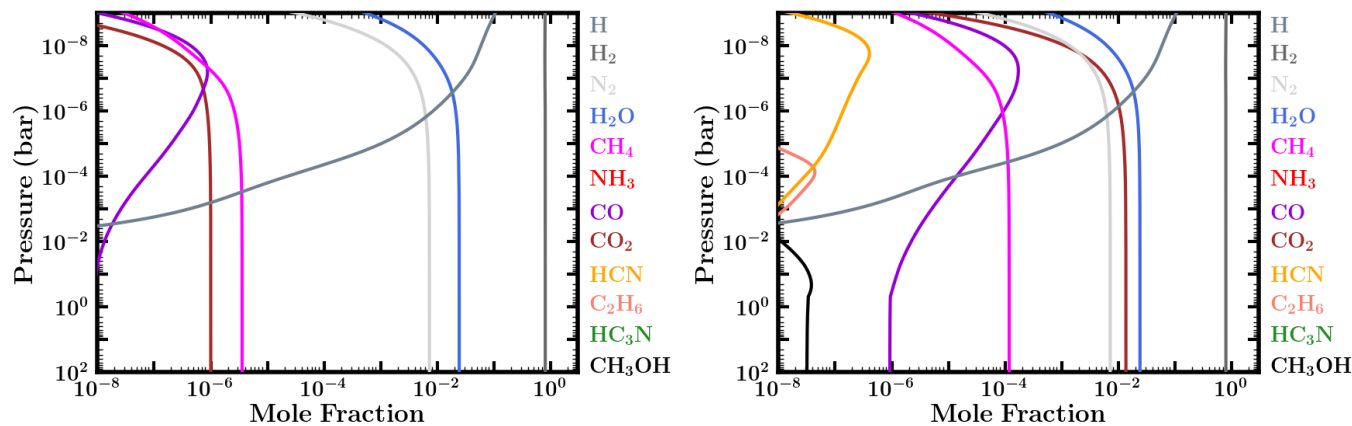 Pressure (bar)
10⁻⁸
10⁻⁶
10⁻⁴
10⁻²
10⁰
10²
10⁻⁸
10⁻⁶
10⁻⁴
10⁻²
10⁰
Mole Fraction
H
H₂
N₂
H₂O
CH₄
NH₃
CO
CO₂
HCN
C₂H₆
HC₃N
CH₃OH
Pressure (bar)
10⁻⁸
10⁻⁶
10⁻⁴
10⁻²
10⁰
10²
10⁻⁸
10⁻⁶
10⁻⁴
10⁻²
10⁰
Mole Fraction
H
H₂
N₂
H₂O
CH₄
NH₃
CO
CO₂
HCN
C₂H₆
HC₃N
CH₃OH